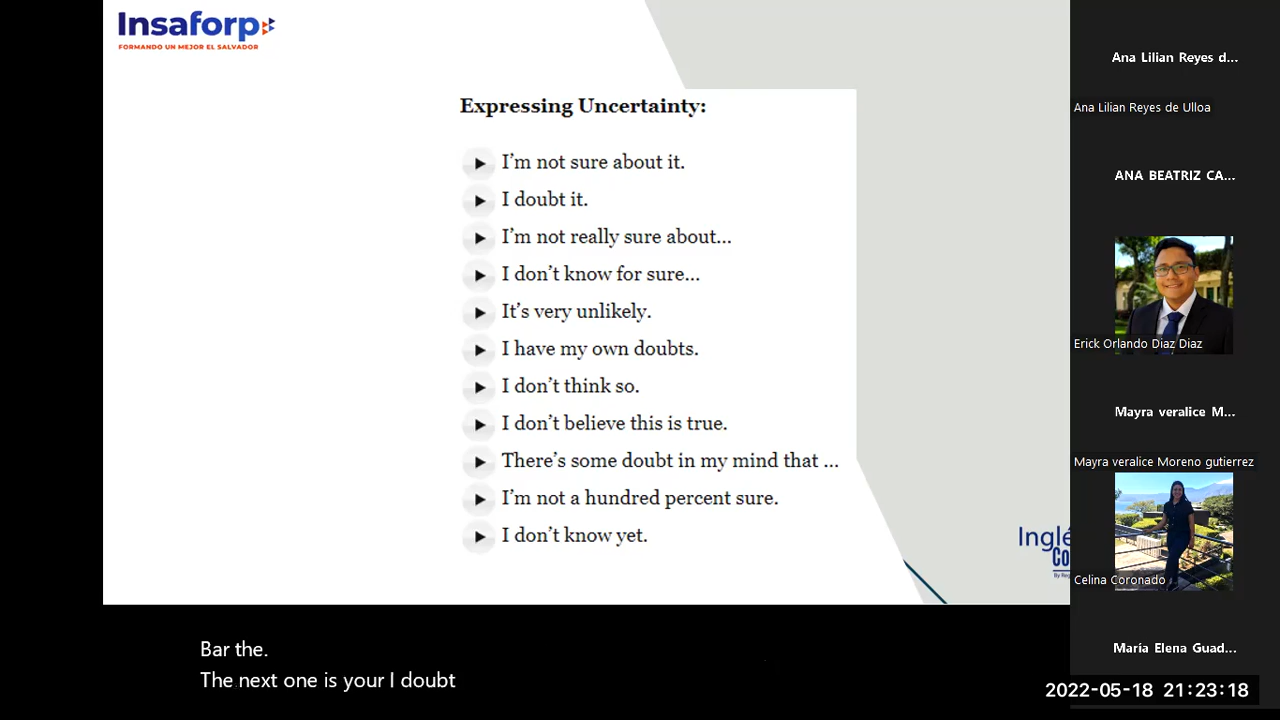 Insaforp
FORMANDO UN MEJOR EL SALVADOR
Expressing Uncertainty:
I'm not sure about it.
I doubt it.
I'm not really sure about...
I don't know for sure...
It's very unlikely.
I have my own doubts.
I don't think so.
I don't believe this is true.
There's some doubt in my mind that ...
I'm not a hundred percent sure.
I don't know yet.
Inglé
Co
Bar the.
The next one is your I doubt
Ana Lilian Reyes d...
Ana Lilian Reyes de Ulloa
ANA BEATRIZ CA...
Erick Orlando Diaz Diaz
Mayra veralice M...
Mayra veralice Moreno gutierrez
Celina Coronado
María Elena Guad...
2022-05-18 21:23:18